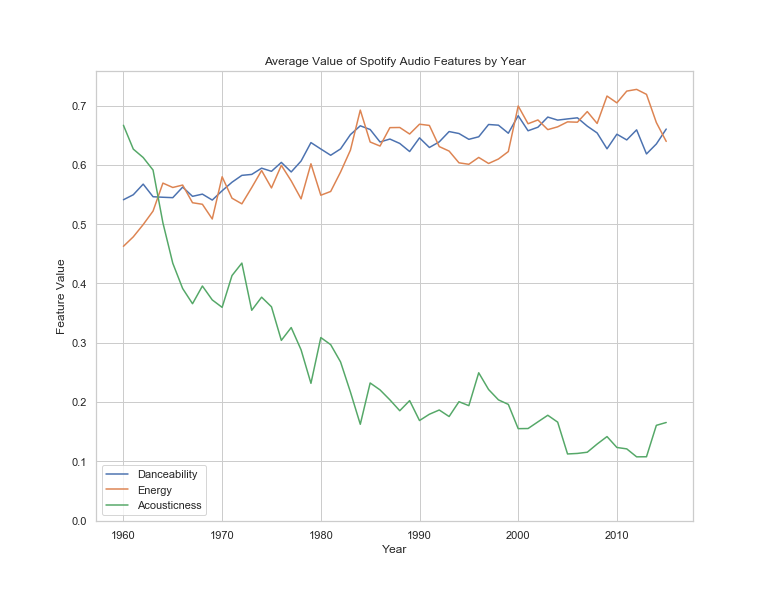 Average Value of Spotify Audio Features by Year
Feature Value
0.7
0.6
0.5
0.4
0.3
0.2
0.1
0.0
Danceability
Energy
Acousticness
1960 1970 1980 1990 2000 2010
Year